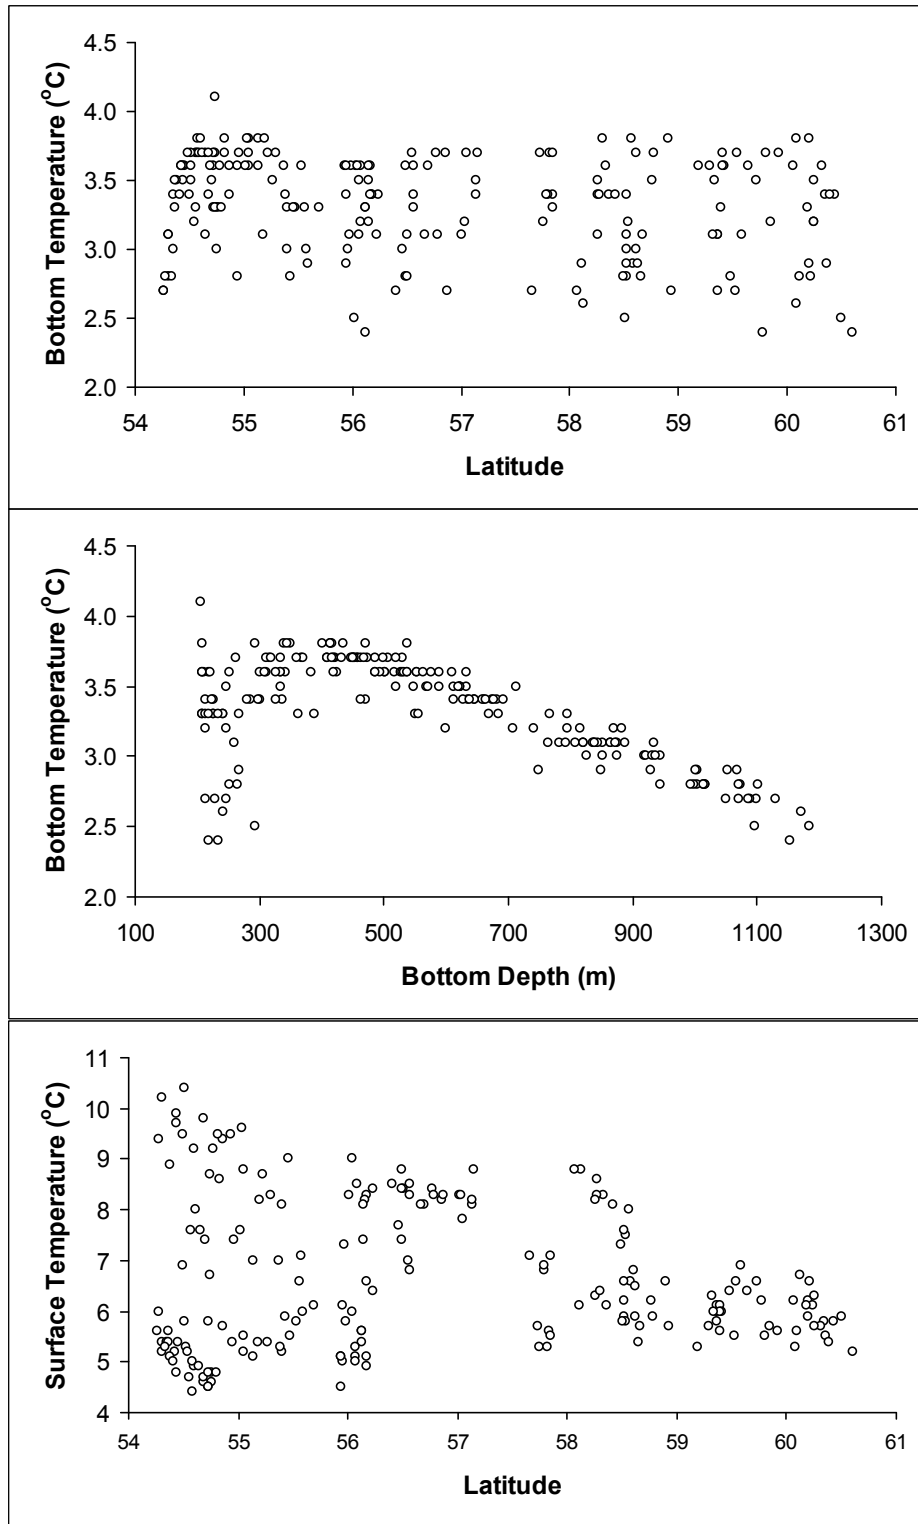 4.5
4.0
3.5
3.0
2.5
2.0
Bottom Temperature (°C)
54 55 56 57 58 59 60 61
Latitude
4.5
4.0
3.5
3.0
2.5
2.0
Bottom Temperature (°C)
100 300 500 700 900 1100 1300
Bottom Depth (m)
11
10
9
8
7
6
5
4
Surface Temperature (°C)
54 55 56 57 58 59 60 61
Latitude